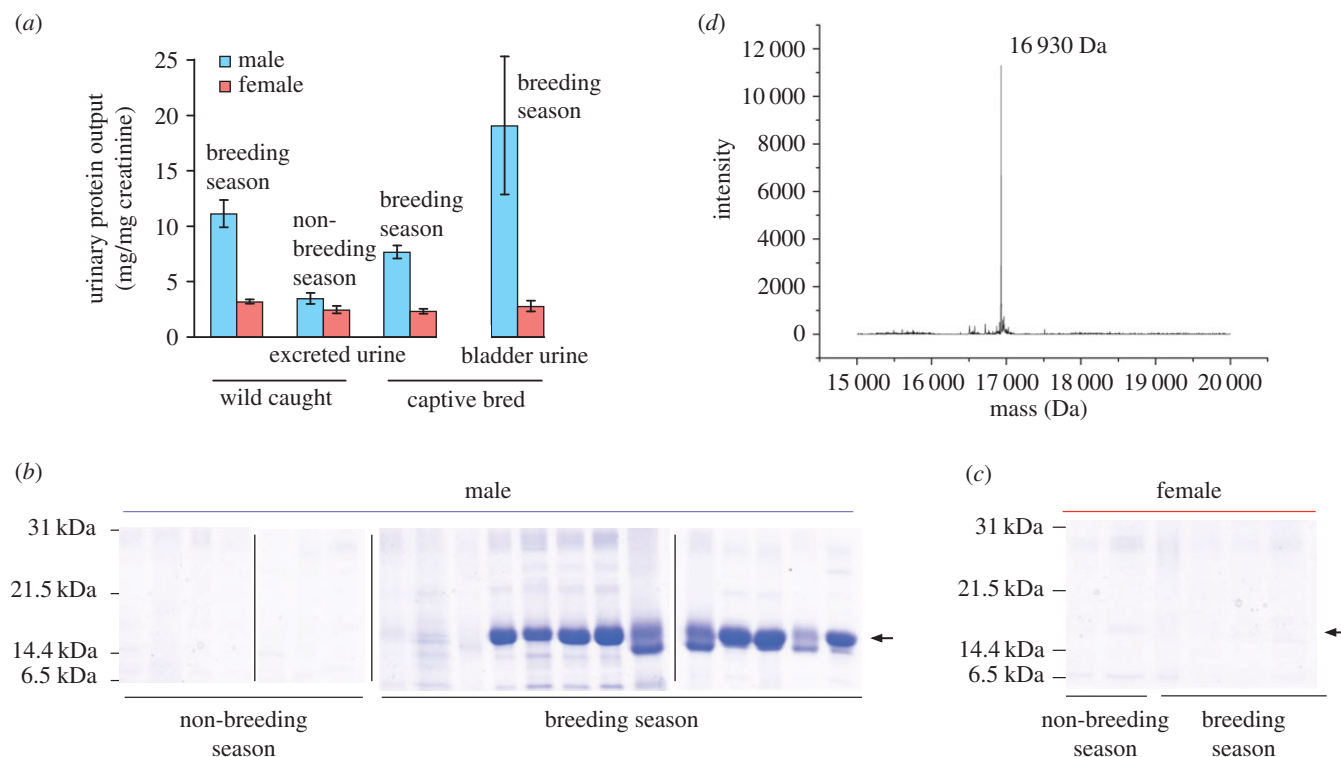 (a)
urinary protein output
(mg/mg creatinine)
25
20
15
10
5
0
male
female
breeding
season
non-
breeding
season
breeding
season
breeding
season
excreted urine
bladder urine
wild caught
captive bred
(d)
16 930 Da
intensity
12 000
10 000
8000
6000
4000
2000
0
15 000 16 000 17 000 18 000 19 000 20 000
mass (Da)
(b)
male
31 kDa
21.5 kDa
14.4 kDa
6.5 kDa
non-breeding
season
breeding season
(c)
female
31 kDa
21.5 kDa
14.4 kDa
6.5 kDa
non-breeding
season
breeding
season